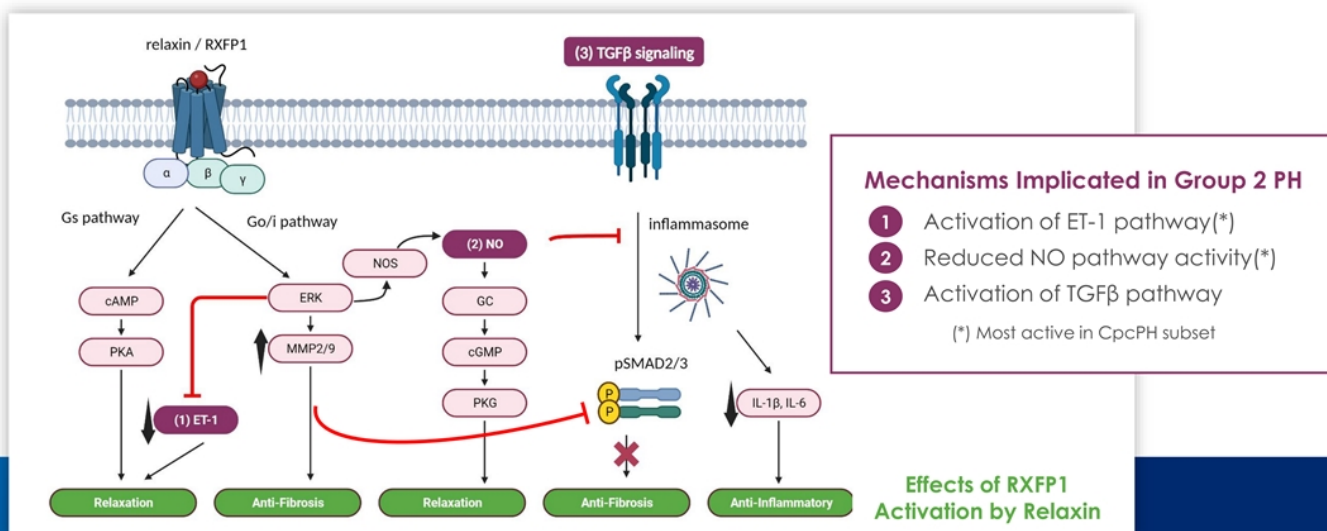 relaxin / RXFP1
(3) TGFβ signaling
α
β
γ
Gs pathway
Go/i pathway
cAMP
PKA
(1) ET-1
ERK
MMP2/9
NOS
(2) NO
GC
cGMP
PKG
inflammasome
pSMAD2/3
P
P
IL-1β, IL-6
Relaxation
Anti-Fibrosis
Relaxation
Anti-Fibrosis
Anti-Inflammatory
Effects of RXFP1
Activation by Relaxin
Mechanisms Implicated in Group 2 PH
1 Activation of ET-1 pathway(*)
2 Reduced NO pathway activity(*)
3 Activation of TGFβ pathway
(*) Most active in CpcPH subset